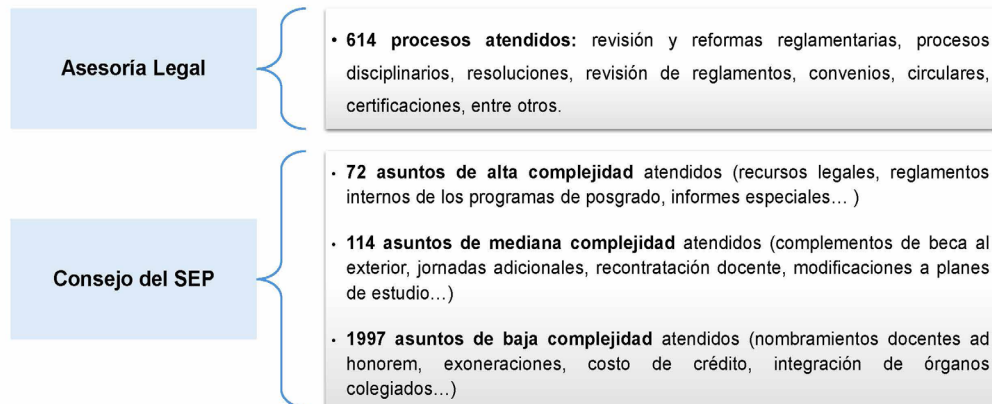 Asesoría Legal
• 614 procesos atendidos: revisión y reformas reglamentarias, procesos
disciplinarios, resoluciones, revisión de reglamentos, convenios, circulares,
certificaciones, entre otros.
Consejo del SEP
• 72 asuntos de alta complejidad atendidos (recursos legales, reglamentos
internos de los programas de posgrado, informes especiales… )
• 114 asuntos de mediana complejidad atendidos (complementos de beca al
exterior, jornadas adicionales, recontratación docente, modificaciones a planes
de estudio…)
• 1997 asuntos de baja complejidad atendidos (nombramientos docentes ad
honorem, exoneraciones, costo de crédito, integración de órganos
colegiados…)